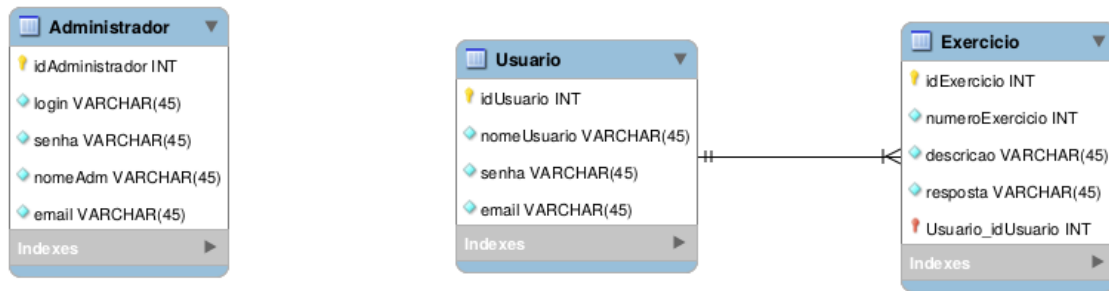 Administrador
idAdministrador INT
login VARCHAR(45)
senha VARCHAR(45)
nomeAdm VARCHAR(45)
email VARCHAR(45)
Indexes
Usuario
idUsuario INT
nomeUsuario VARCHAR(45)
senha VARCHAR(45)
email VARCHAR(45)
Indexes
Exercicio
idExercicio INT
numeroExercicio INT
descricao VARCHAR(45)
resposta VARCHAR(45)
Usuario_idUsuario INT
Indexes